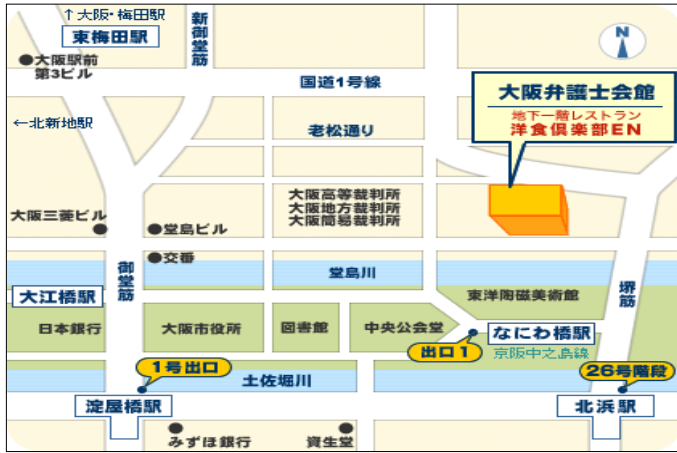 ↑大阪・梅田駅
東梅田駅
新御堂筋
N
●大阪駅前
第3ビル
国道1号線
大阪弁護士会館
地下一階レストラン
洋食倶楽部EN
←北新地駅
老松通り
大阪高等裁判所
大阪地方裁判所
大阪簡易裁判所
大阪三菱ビル
●堂島ビル
●交番
御堂筋
堂島川
堺筋
大江橋駅
東洋陶磁美術館
日本銀行
大阪市役所
図書館
中央公会堂
なにわ橋駅
出口1
京阪中之島線
1号出口
土佐堀川
26号階段
淀屋橋駅
北浜駅
みずほ銀行
資生堂